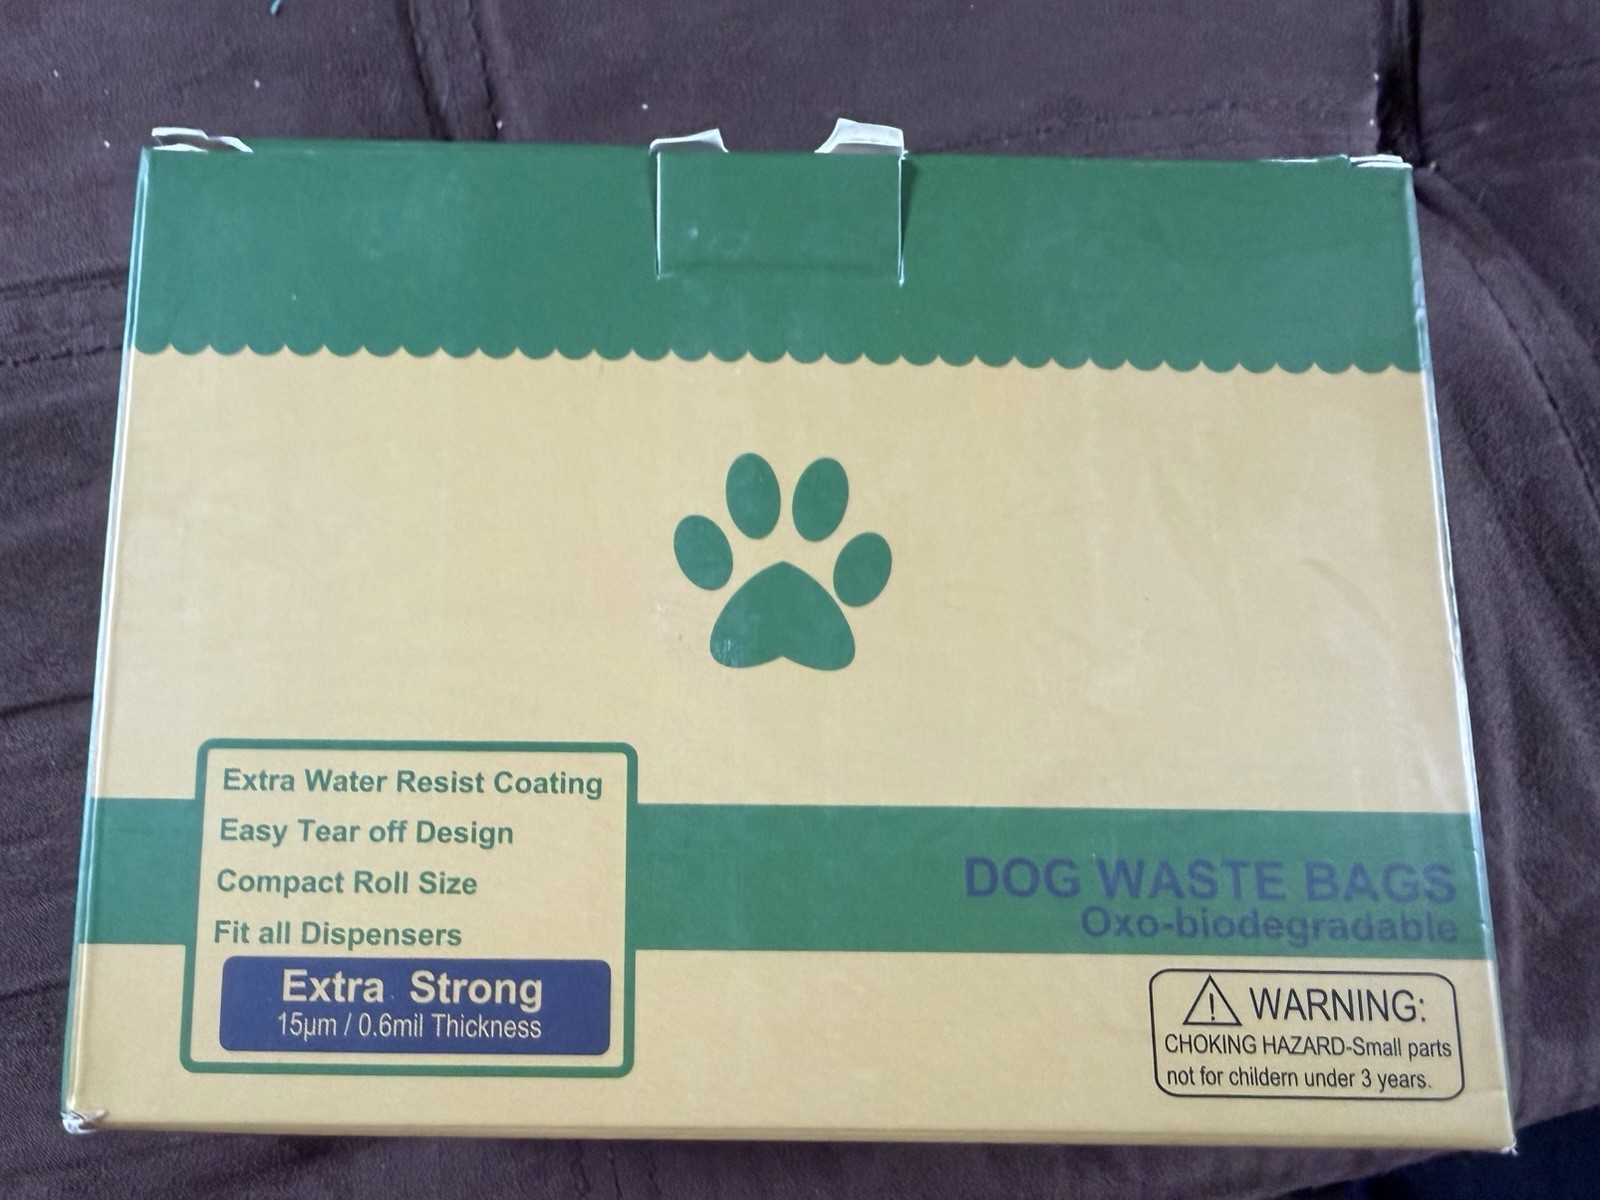 Extra Water Resist Coating
Easy Tear off Design
Compact Roll Size
Fit all Dispensers
Extra Strong
15µm / 0.6mil Thickness
DOG WASTE BAGS
Oxo-biodegradable
WARNING:
CHOKING HAZARD-Small parts
not for childern under 3 years.